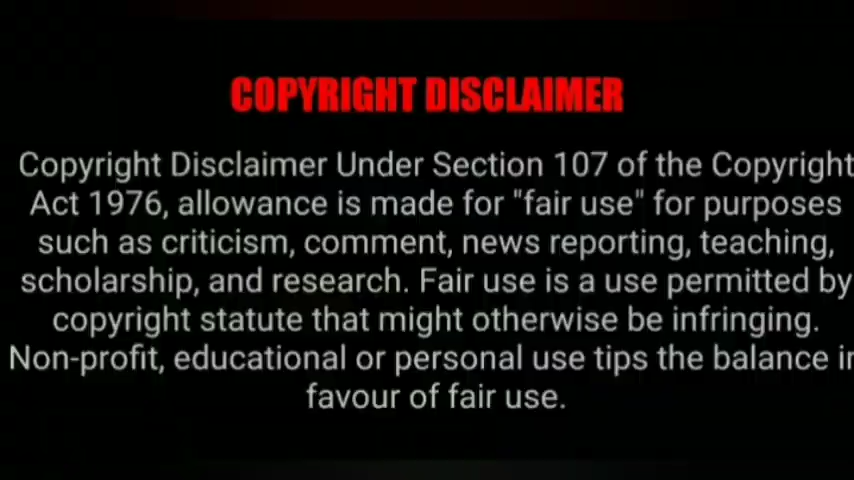 COPYRIGHT DISCLAIMER
Copyright Disclaimer Under Section 107 of the Copyright
Act 1976, allowance is made for "fair use" for purposes
such as criticism, comment, news reporting, teaching,
scholarship, and research. Fair use is a use permitted by
copyright statute that might otherwise be infringing.
Non-profit, educational or personal use tips the balance in
favour of fair use.